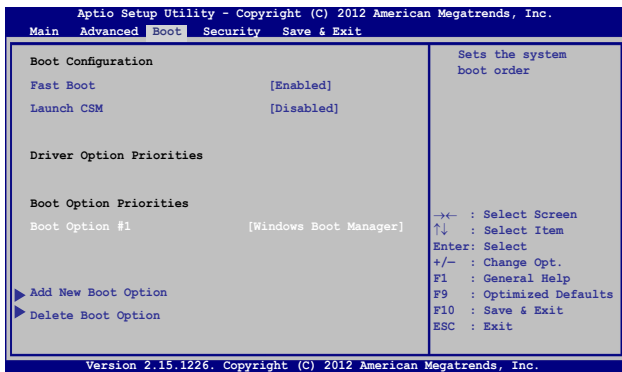 Aptio Setup Utility - Copyright (C) 2012 American Megatrends, Inc.
Main Advanced Boot Security Save & Exit
Boot Configuration
Fast Boot [Enabled]
Launch CSM [Disabled]
Driver Option Priorities
Boot Option Priorities
Boot Option #1 [Windows Boot Manager]
Add New Boot Option
Delete Boot Option
Sets the system
boot order
→← : Select Screen
↑↓ : Select Item
Enter: Select
+/— : Change Opt.
F1 : General Help
F9 : Optimized Defaults
F10 : Save & Exit
ESC : Exit
Version 2.15.1226. Copyright (C) 2012 American Megatrends, Inc.